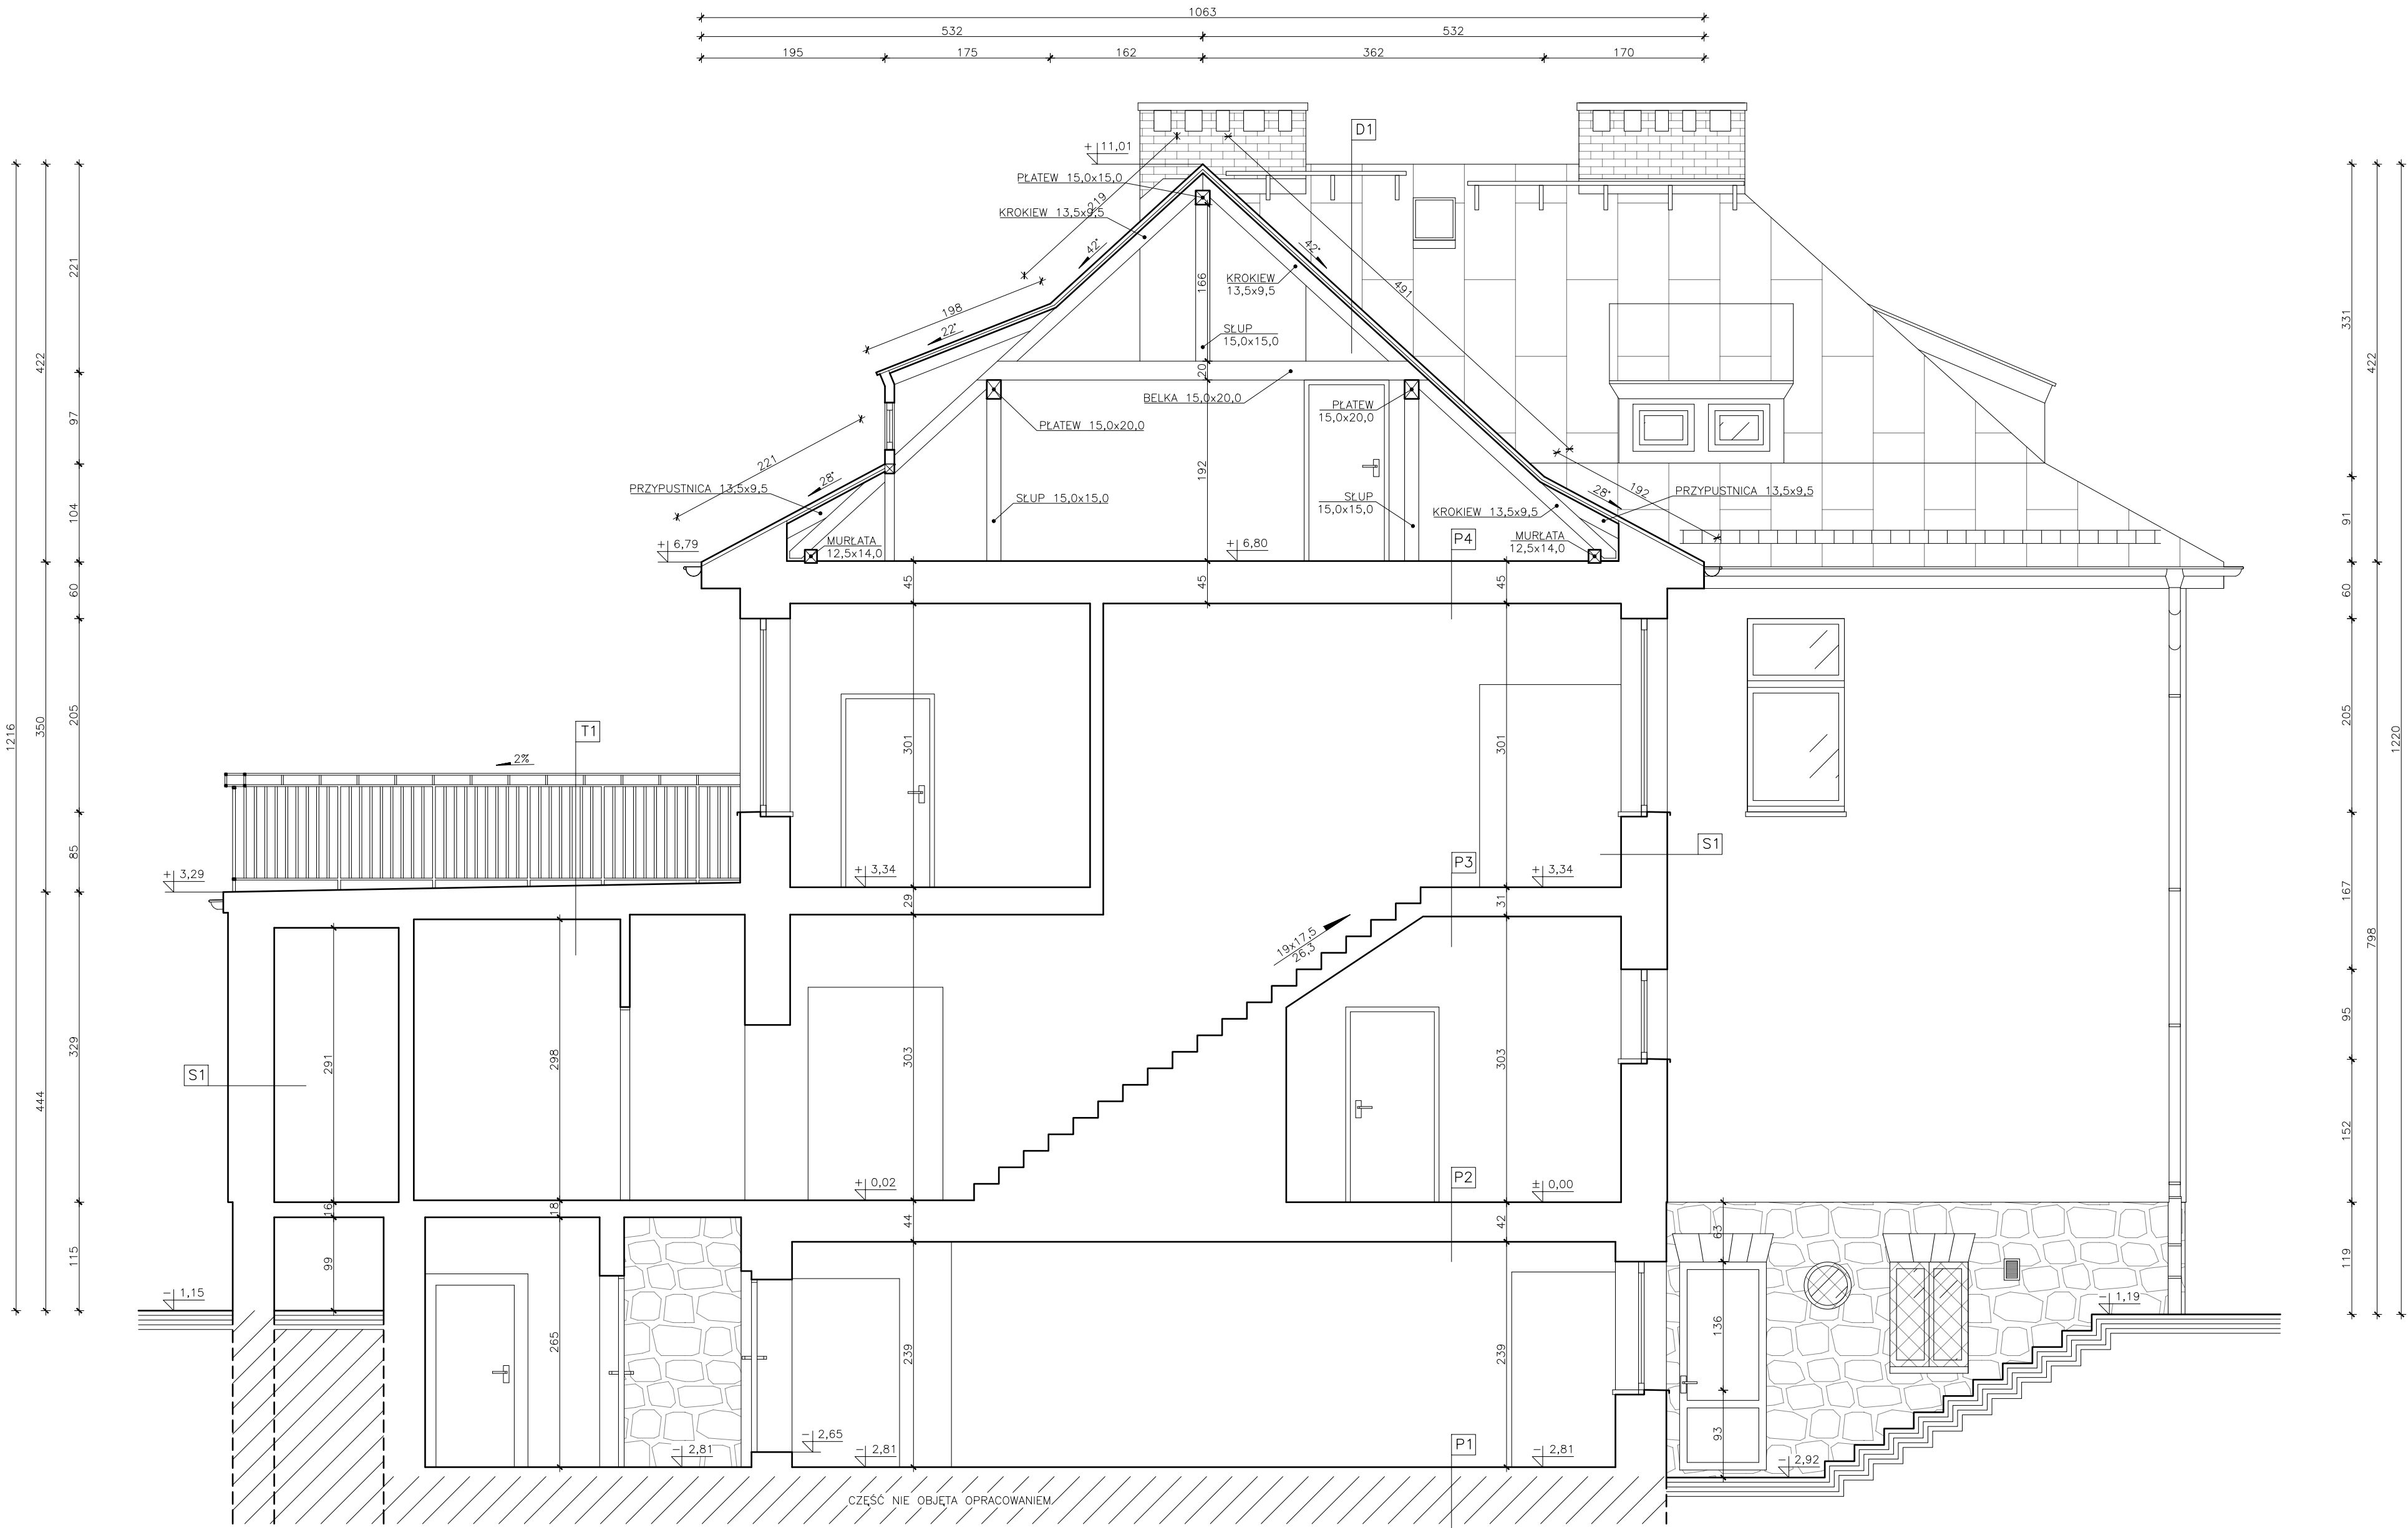 1063
532 532
195 175 162 362 170
D1
+ 11,01
PŁATEW 15,0x15,0
219
KROKIEW 13,5x9,5
42°
42°
221
166
KROKIEW
13,5x9,5
491
198
22°
SŁUP
15,0x15,0
331
422
422
20
BELKA 15,0x20,0
PŁATEW
15,0x20,0
PŁATEW 15,0x20,0
97
221
192
28°
PRZYPUSTNICA 13,5x9,5
SŁUP 15,0x15,0
SŁUP
15,0x15,0
28°
192
PRZYPUSTNICA 13,5x9,5
KROKIEW 13,5x9,5
104
91
MURŁATA
12,5x14,0
P4
MURŁATA
12,5x14,0
+ 6,79
+ 6,80
60 45 45 45 60
205
350
1216
T1
301
301
205
1220
2%
85
S1
P3
+ 3,29
+ 3,34
+ 3,34
29
31
167
19x17,5
26,3
798
329
291
298
303
303
95
S1
444
152
+ 0,02
P2
± 0,00
16
18
44
42
63
115
99
119
- 1,15
- 1,19
265
239
239
136
93
- 2,65
- 2,81
- 2,81
P1
- 2,81
- 2,92
CZĘŚĆ NIE OBJĘTA OPRACOWANIEM